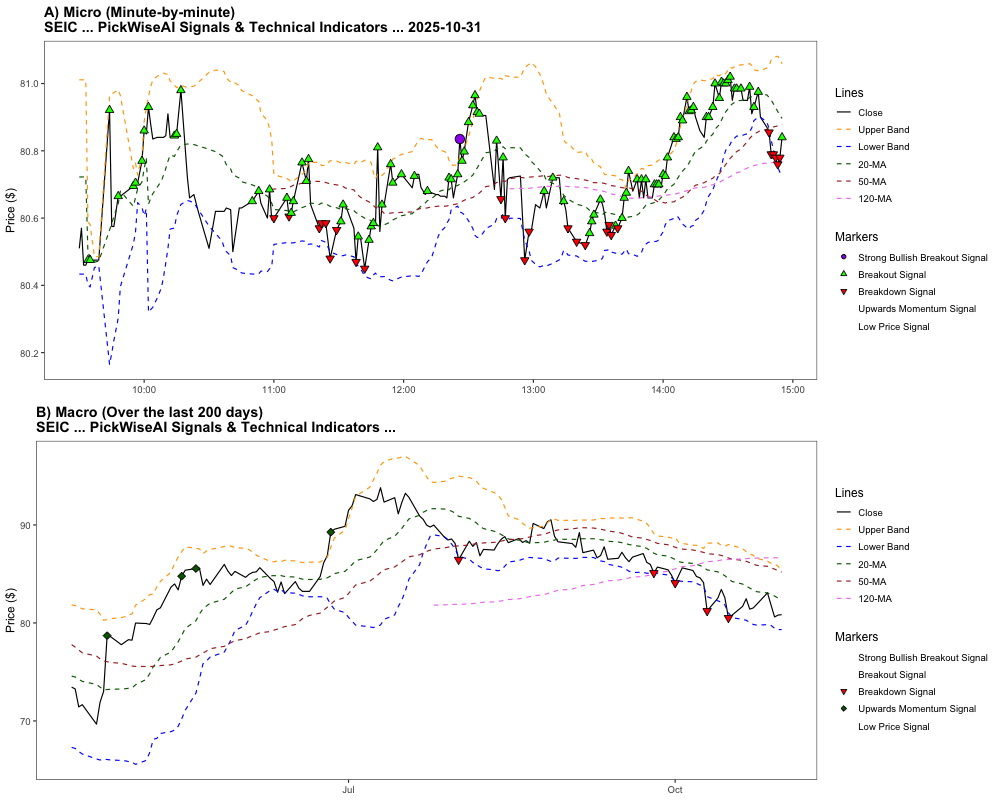 A) Micro (Minute-by-minute)
SEIC ... PickWiseAI Signals & Technical Indicators ... 2025-10-31
Price ($)
81.0
80.8
80.6
80.4
80.2
10:00
11:00
12:00
13:00
14:00
15:00
Lines
Close
Upper Band
Lower Band
20-MA
50-MA
120-MA
Markers
Strong Bullish Breakout Signal
Breakout Signal
Breakdown Signal
Upwards Momentum Signal
Low Price Signal
B) Macro (Over the last 200 days)
SEIC ... PickWiseAI Signals & Technical Indicators ...
Price ($)
90
80
70
Jul
Oct
Lines
Close
Upper Band
Lower Band
20-MA
50-MA
120-MA
Markers
Strong Bullish Breakout Signal
Breakout Signal
Breakdown Signal
Upwards Momentum Signal
Low Price Signal